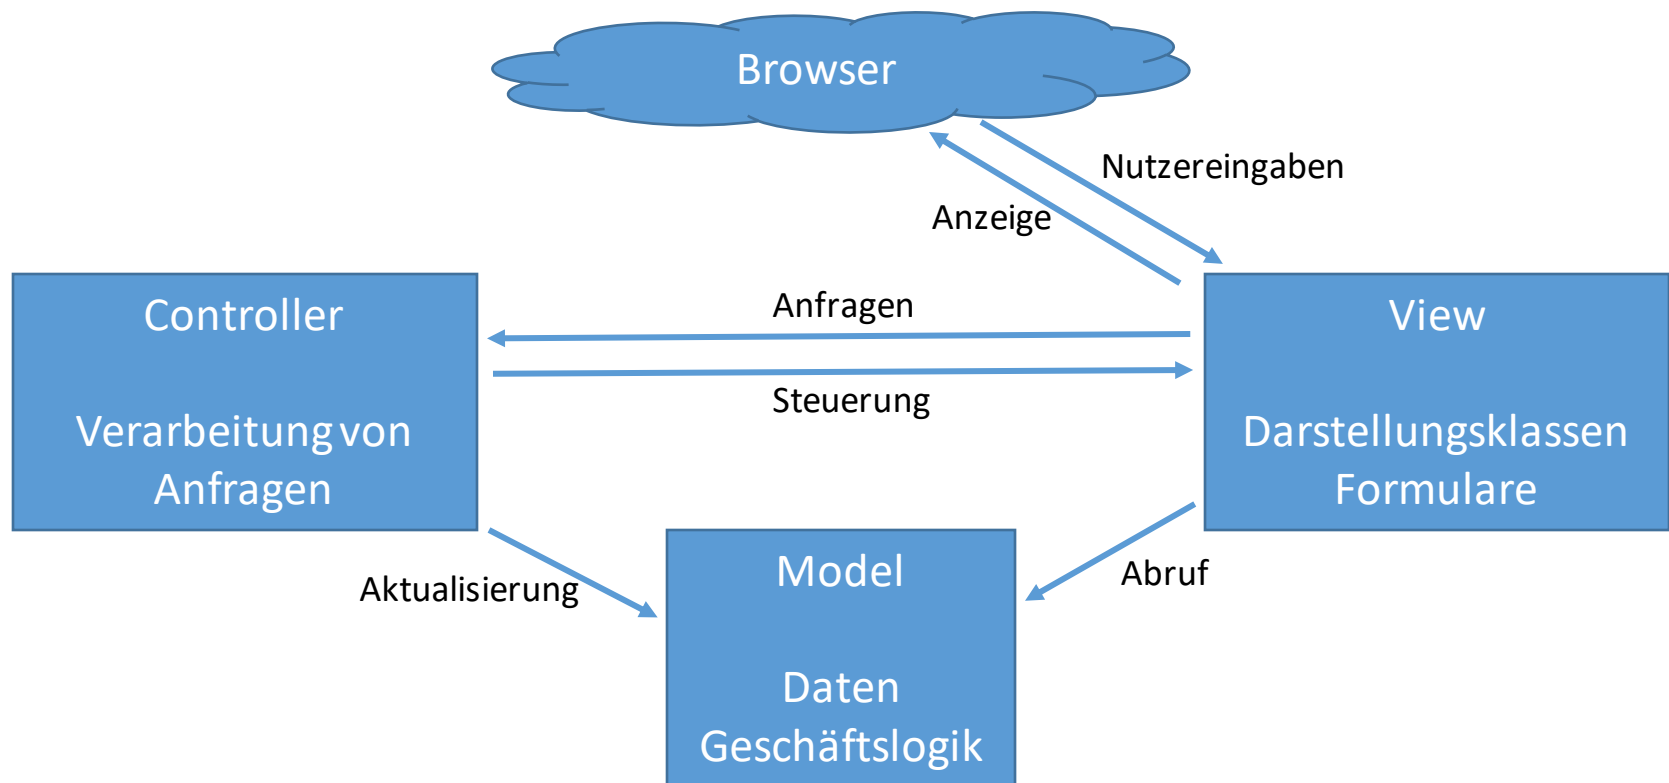 Browser
Nutzereingaben
Anzeige
Controller
Verarbeitung von
Anfragen
Anfragen
Steuerung
View
Darstellungsklassen
Formulare
Aktualisierung
Abruf
Model
Daten
Geschäftslogik